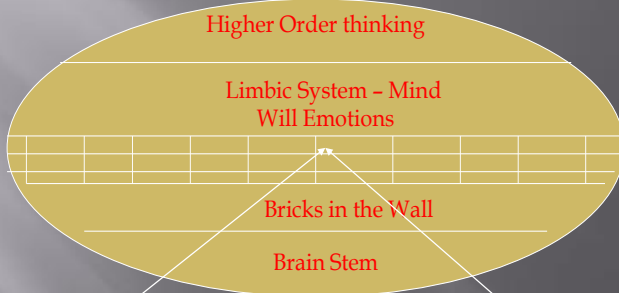 Higher Order thinking
Limbic System – Mind
Will Emotions
Bricks in the Wall
Brain Stem